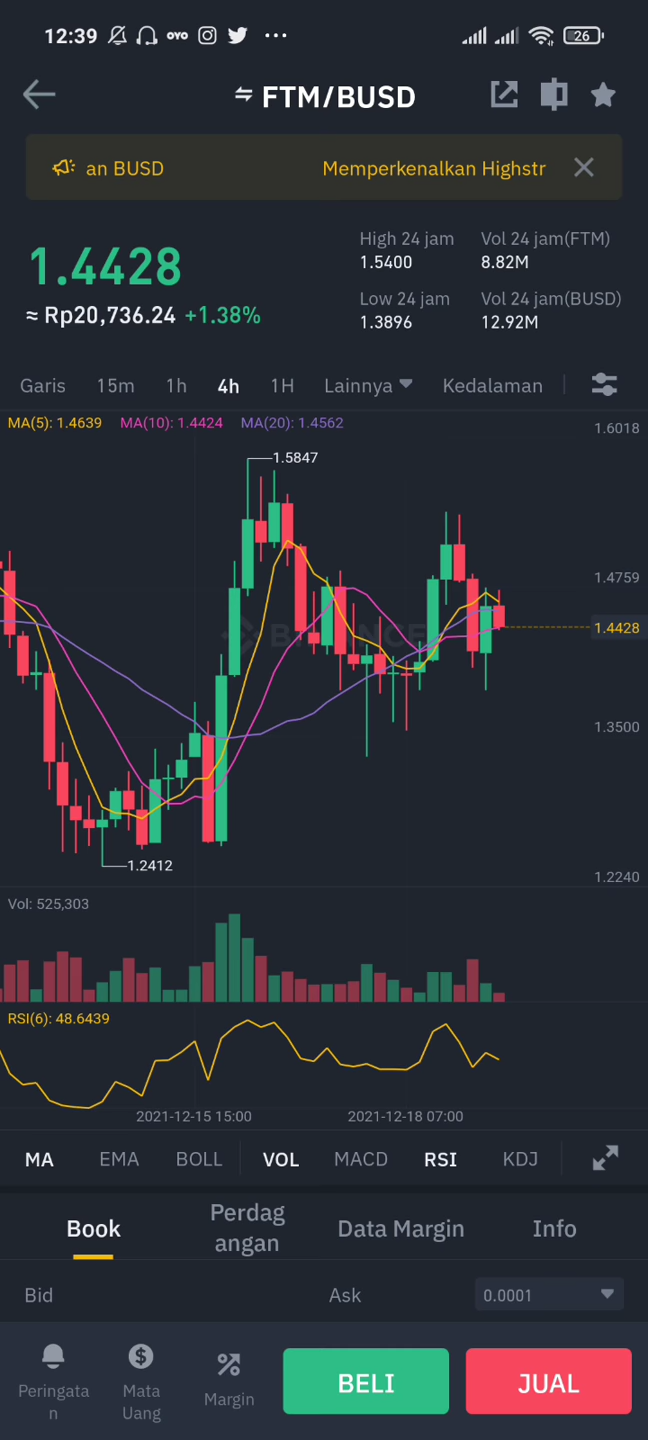 12:39 OVO ... 26
FTM/BUSD
an BUSD Memperkenalkan Highstr
1.4428
≈ Rp20,736.24 +1.38%
High 24 jam Vol 24 jam(FTM)
1.5400 8.82M
Low 24 jam Vol 24 jam(BUSD)
1.3896 12.92M
Garis 15m 1h 4h 1H Lainnya Kedalaman
MA(5): 1.4639 MA(10): 1.4424 MA(20): 1.4562
1.6018
1.5847
1.4759
BINANCE
1.4428
1.3500
1.2412
1.2240
Vol: 525,303
RSI(6): 48.6439
2021-12-15 15:00 2021-12-18 07:00
MA EMA BOLL VOL MACD RSI KDJ
Book Perdag
angan Data Margin Info
Bid Ask 0.0001
Peringata
n Mata
Uang Margin BELI JUAL